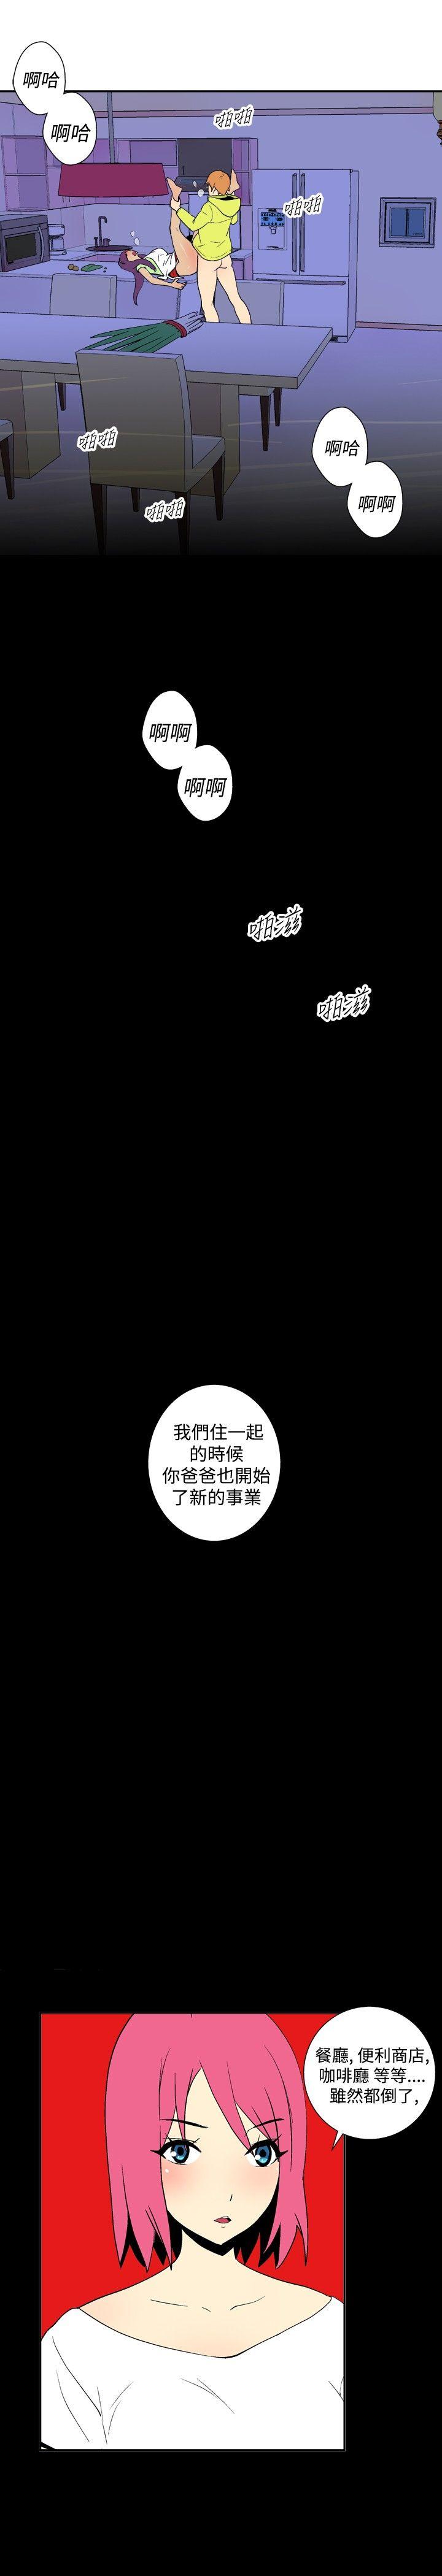 啊哈
啊哈
啪啪
啪啪
啪啪
啊哈
啊啊
啪啪
啊啊
啊啊
啪滋
啪滋
我們住一起
的時候
你爸爸也開始
了新的事業
餐廳, 便利商店,
咖啡廳 等等....
雖然都倒了,